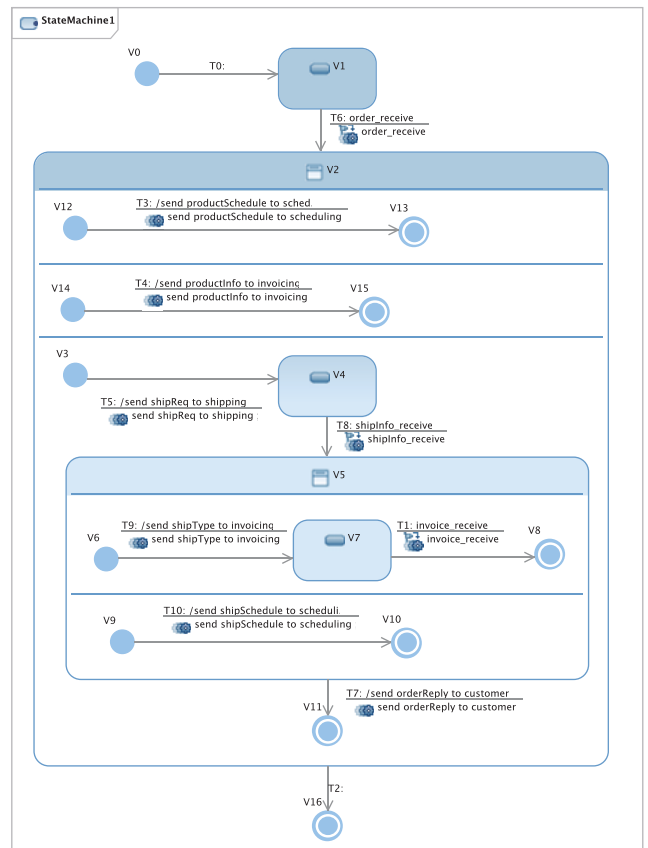 StateMachine1
V0
T0:
V1
T6: order_receive
order_receive
V2
V12
T3: /send productSchedule to sched.
send productSchedule to scheduling
V13
V14
T4: /send productInfo to invoicing
send productInfo to invoicing
V15
V3
V4
T5: /send shipReq to shipping
send shipReq to shipping
T8: shipInfo_receive
shipInfo_receive
V5
V6
T9: /send shipType to invoicing
send shipType to invoicing
V7
T1: invoice_receive
invoice_receive
V8
V9
T10: /send shipSchedule to scheduli.
send shipSchedule to scheduling
V10
T7: /send orderReply to customer
send orderReply to customer
V11
T2:
V16